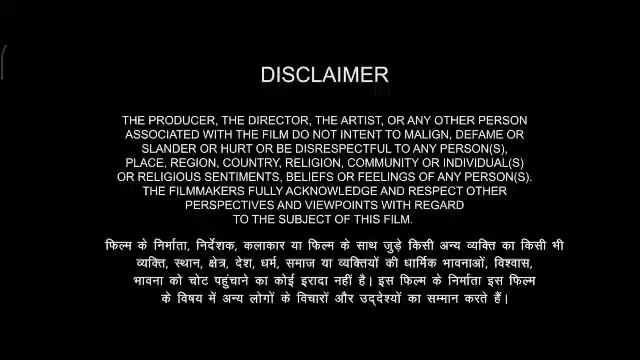 DISCLAIMER
THE PRODUCER, THE DIRECTOR, THE ARTIST, OR ANY OTHER PERSON
ASSOCIATED WITH THE FILM DO NOT INTENT TO MALIGN, DEFAME OR
SLANDER OR HURT OR BE DISRESPECTFUL TO ANY PERSON(S),
PLACE, REGION, COUNTRY, RELIGION, COMMUNITY OR INDIVIDUAL(S)
OR RELIGIOUS SENTIMENTS, BELIEFS OR FEELINGS OF ANY PERSON(S).
THE FILMMAKERS FULLY ACKNOWLEDGE AND RESPECT OTHER
PERSPECTIVES AND VIEWPOINTS WITH REGARD
TO THE SUBJECT OF THIS FILM.
फिल्म के निर्माता, निर्देशक, कलाकार या फिल्म के साथ जुड़े किसी अन्य व्यक्ति का किसी भी
व्यक्ति, स्थान, क्षेत्र, देश, धर्म, समाज या व्यक्तियों की धार्मिक भावनाओं, विश्वास,
भावना को चोट पहुंचाने का कोई इरादा नहीं है। इस फिल्म के निर्माता इस फिल्म
के विषय में अन्य लोगों के विचारों और उद्देश्यों का सम्मान करते हैं।